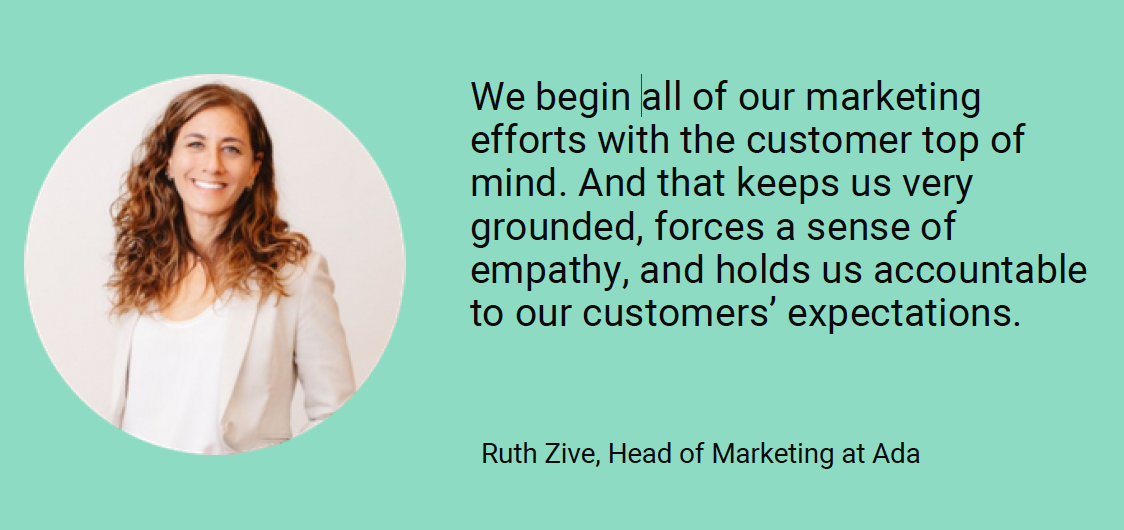 We begin all of our marketing
efforts with the customer top of
mind. And that keeps us very
grounded, forces a sense of
empathy, and holds us accountable
to our customers’ expectations.
Ruth Zive, Head of Marketing at Ada